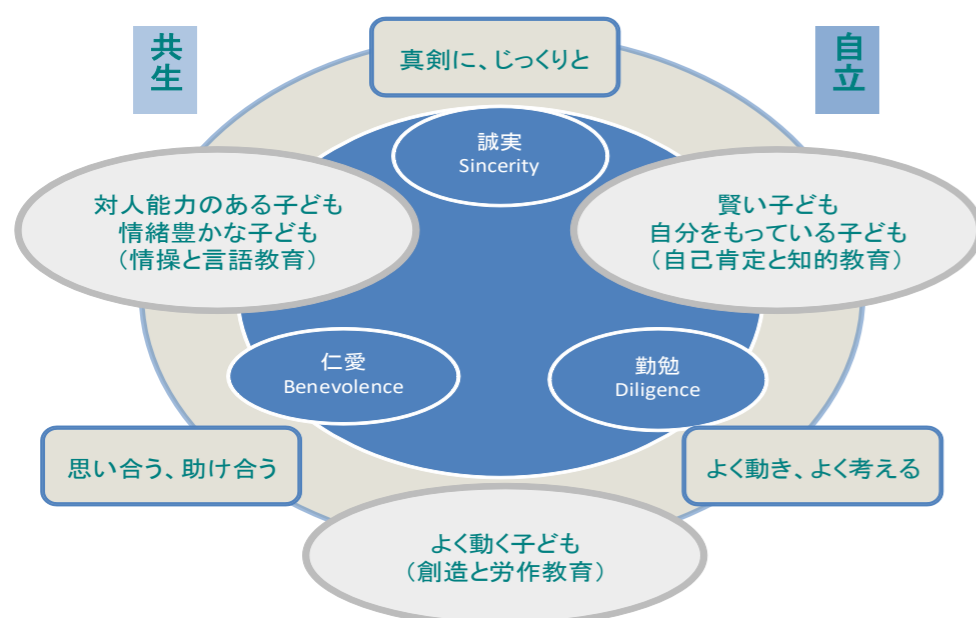 共生
自立
真剣に、じっくりと
誠実
Sincerity
対人能力のある子ども
情緒豊かな子ども
（情操と言語教育）
賢い子ども
自分をもっている子ども
（自己肯定と知的教育）
仁愛
Benevolence
勤勉
Diligence
思い合う、助け合う
よく動き、よく考える
よく動く子ども
（創造と労作教育）